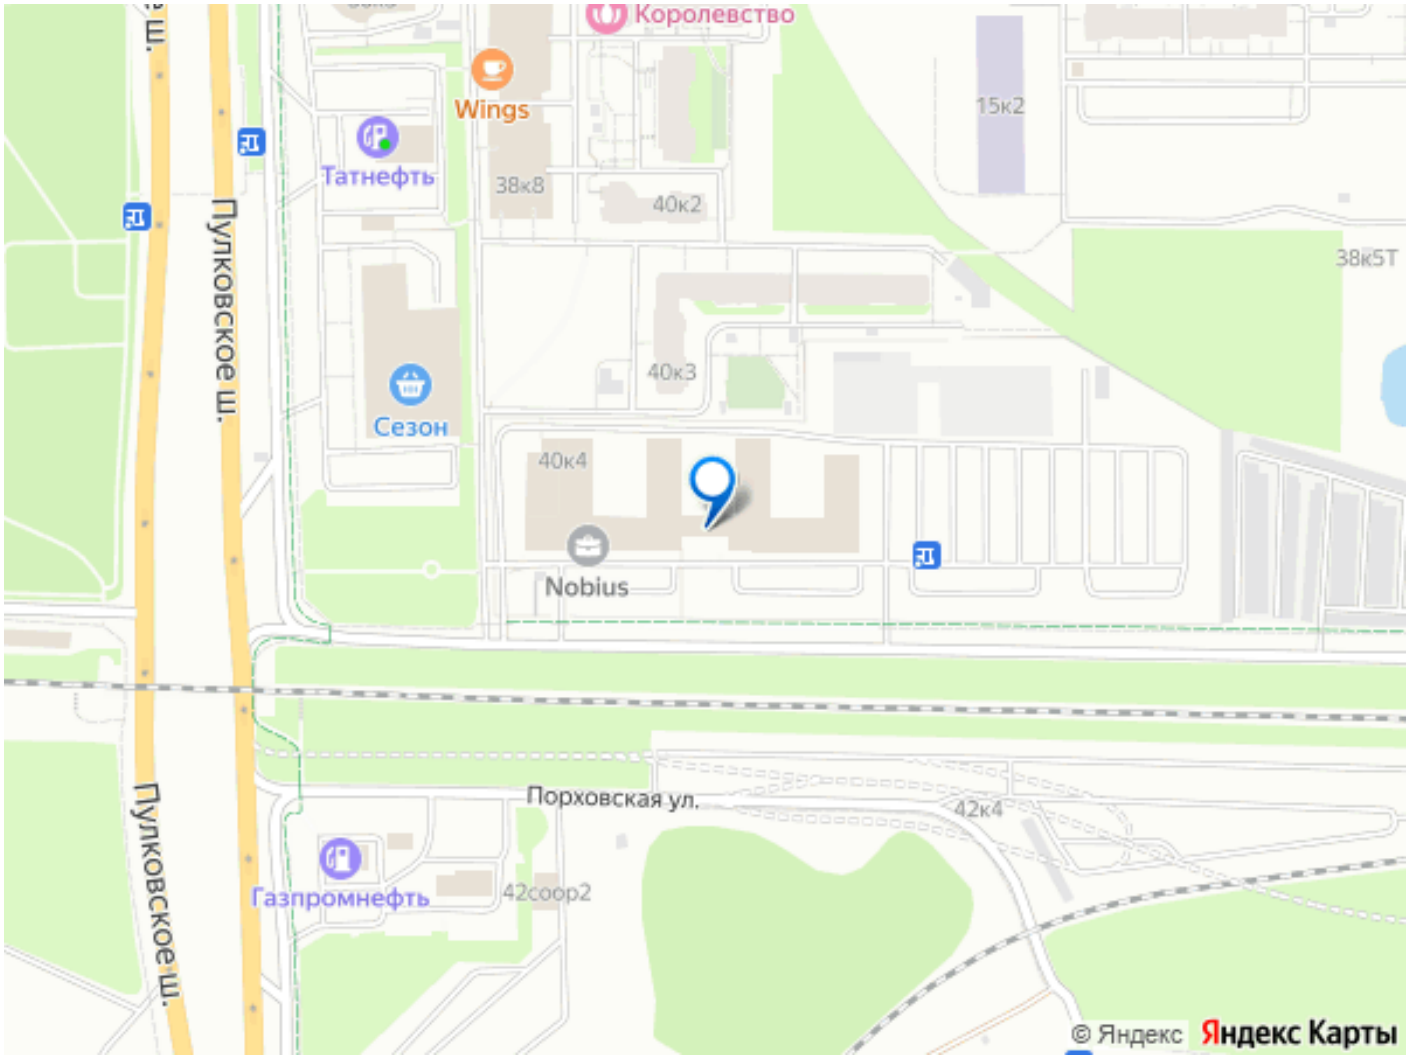 Королевство
ш.
Wings
15к2
Татнефть
38к8
40к2
Пулковское ш.
38к5Т
40к3
Сезон
40к4
Nobius
Порховская ул.
42к4
Пулковское ш.
Газпромнефть
42соор2
© Яндекс Яндекс Карты